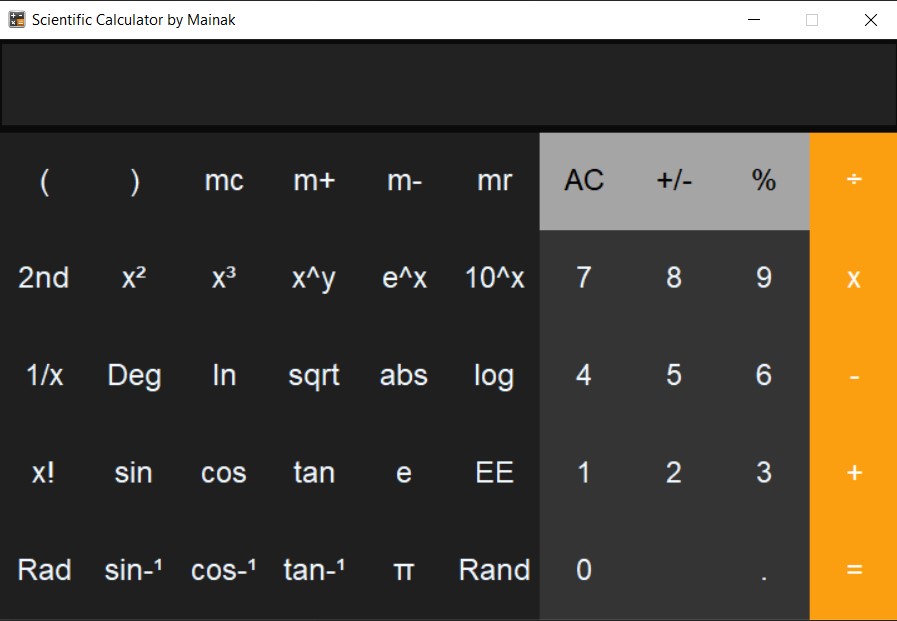 Scientific Calculator by Mainak
( ) mc m+ m- mr AC +/- % ÷
2nd x² x³ x^y e^x 10^x 7 8 9 x
1/x Deg ln sqrt abs log 4 5 6 -
x! sin cos tan e EE 1 2 3 +
Rad sin-¹ cos-¹ tan-¹ π Rand 0 . =